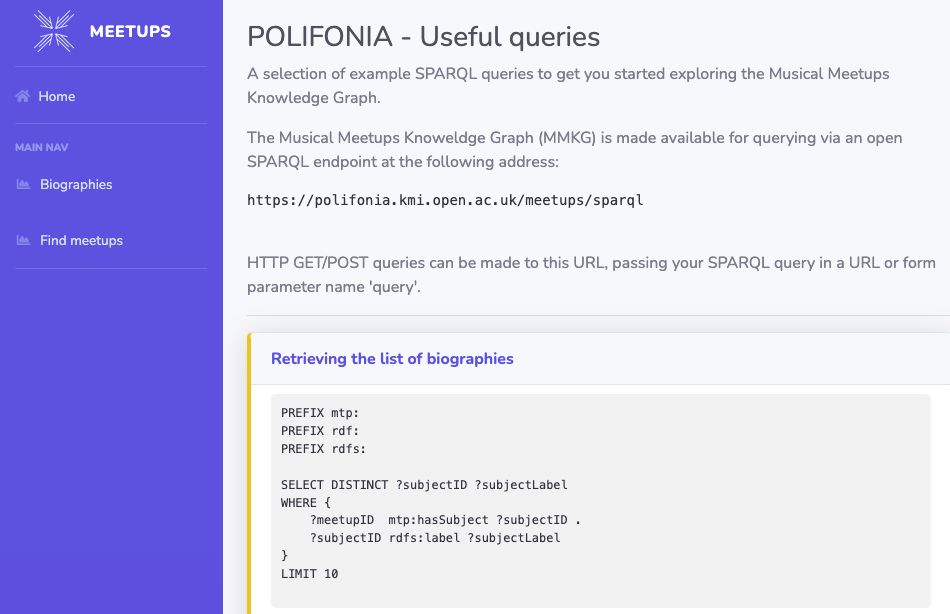 MEETUPS
Home
MAIN NAV
Biographies
Find meetups
POLIFONIA - Useful queries
A selection of example SPARQL queries to get you started exploring the Musical Meetups
Knowledge Graph.
The Musical Meetups Knoweldge Graph (MMKG) is made available for querying via an open
SPARQL endpoint at the following address:
https://polifonia.kmi.open.ac.uk/meetups/sparql
HTTP GET/POST queries can be made to this URL, passing your SPARQL query in a URL or form
parameter name 'query'.
Retrieving the list of biographies
PREFIX mtp:
PREFIX rdf:
PREFIX rdfs:
SELECT DISTINCT ?subjectID ?subjectLabel
WHERE {
?meetupID  mtp:hasSubject ?subjectID .
?subjectID rdfs:label ?subjectLabel
}
LIMIT 10